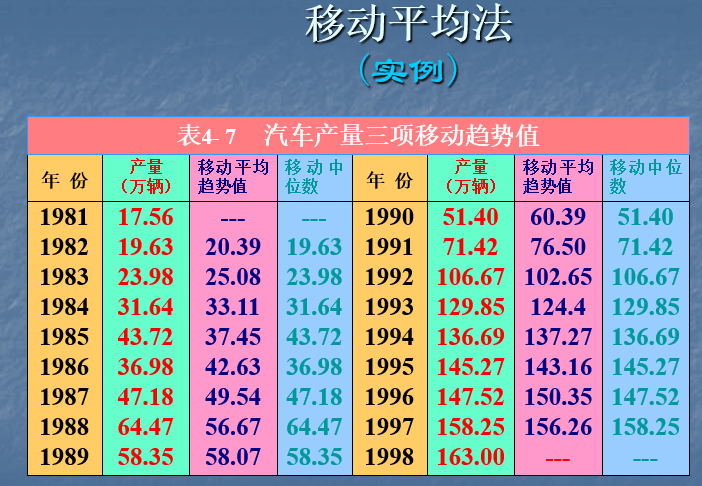 移动平均法
（实例）
表4- 7 汽车产量三项移动趋势值
年 份 产量（万辆） 移动平均趋势值 移动中位数 年 份 产量（万辆） 移动平均趋势值 移动中位数
1981 17.56 --- --- 1990 51.40 60.39 51.40
1982 19.63 20.39 19.63 1991 71.42 76.50 71.42
1983 23.98 25.08 23.98 1992 106.67 102.65 106.67
1984 31.64 33.11 31.64 1993 129.85 124.4 129.85
1985 43.72 37.45 43.72 1994 136.69 137.27 136.69
1986 36.98 42.63 36.98 1995 145.27 143.16 145.27
1987 47.18 49.54 47.18 1996 147.52 150.35 147.52
1988 64.47 56.67 64.47 1997 158.25 156.26 158.25
1989 58.35 58.07 58.35 1998 163.00 --- ---